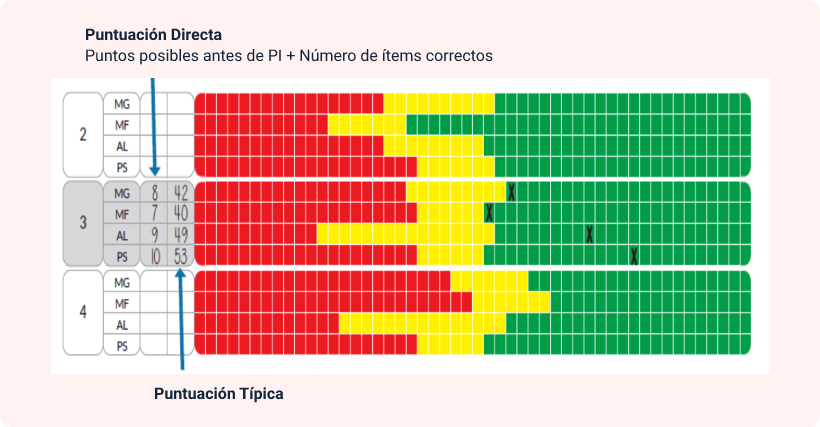 Puntuación Directa
Puntos posibles antes de PI + Número de ítems correctos
2
MG
MF
AL
PS
3
MG 8 42 X
MF 7 40 X
AL 9 49 X
PS 10 53 X
4
MG
MF
AL
PS
Puntuación Típica